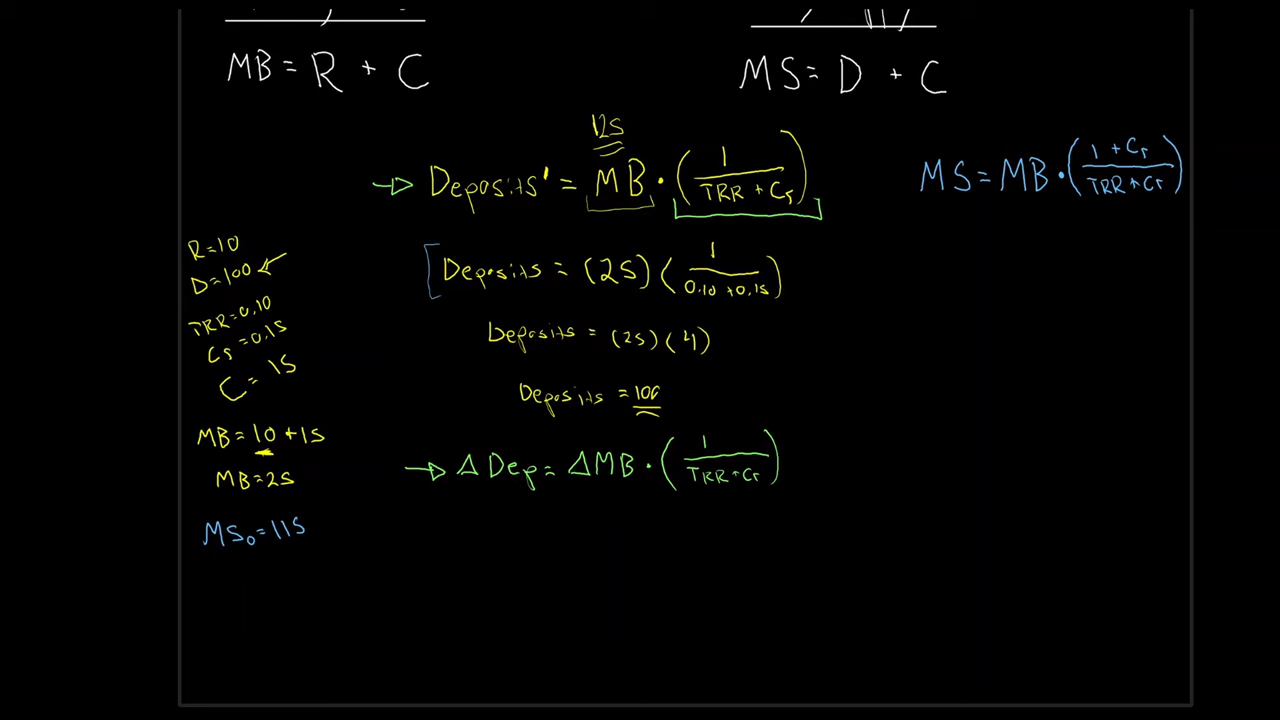 MB = R + C
MS = D + C
125
→ Deposits' = MB · (1 / (TRR + Cr))
MS = MB · ((1 + Cr) / (TRR + Cr))
R = 10
D = 100 ←
TRR = 0.10
Cr = 0.15
C = 15
MB = 10 + 15
MB = 25
MS₀ = 115
[Deposits = (25) (1 / (0.10 + 0.15))
Deposits = (25) (4)
Deposits = 100
→ Δ Dep = ΔMB · (1 / (TRR + Cr))